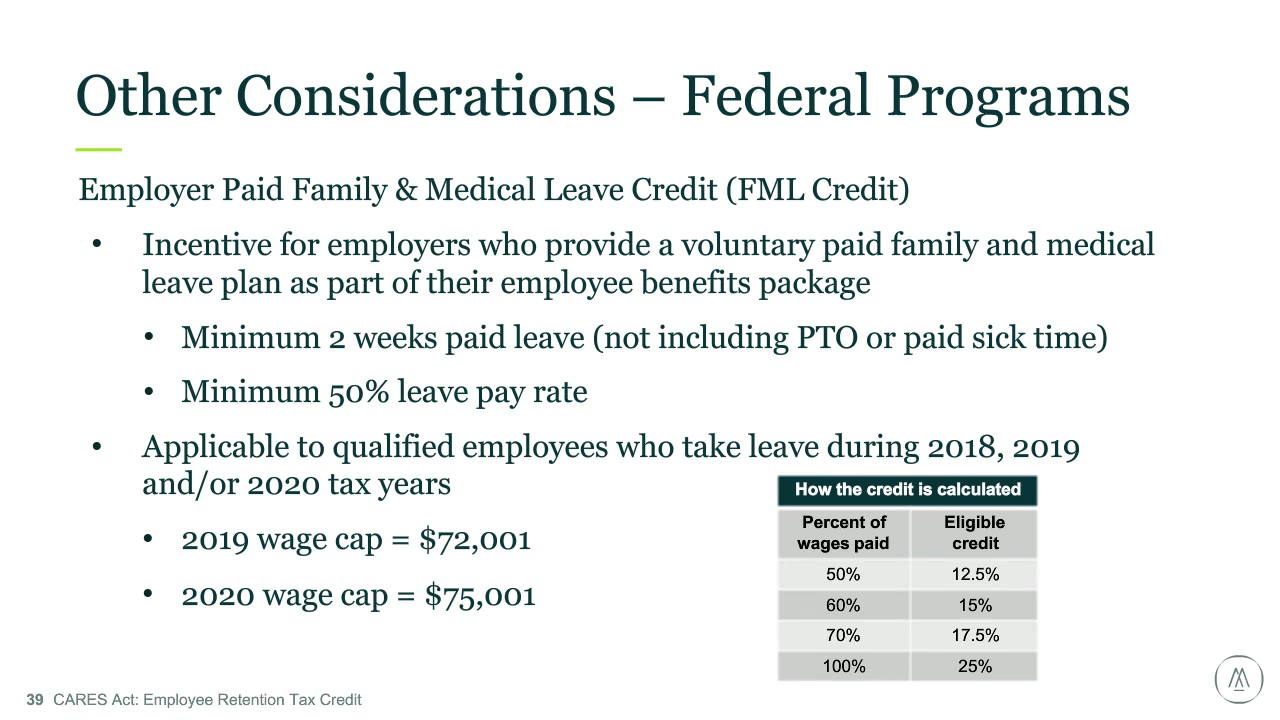 Other Considerations – Federal Programs
Employer Paid Family & Medical Leave Credit (FML Credit)
• Incentive for employers who provide a voluntary paid family and medical
leave plan as part of their employee benefits package
• Minimum 2 weeks paid leave (not including PTO or paid sick time)
• Minimum 50% leave pay rate
• Applicable to qualified employees who take leave during 2018, 2019
and/or 2020 tax years
• 2019 wage cap = $72,001
• 2020 wage cap = $75,001
How the credit is calculated
Percent of wages paid Eligible credit
50% 12.5%
60% 15%
70% 17.5%
100% 25%
39 CARES Act: Employee Retention Tax Credit